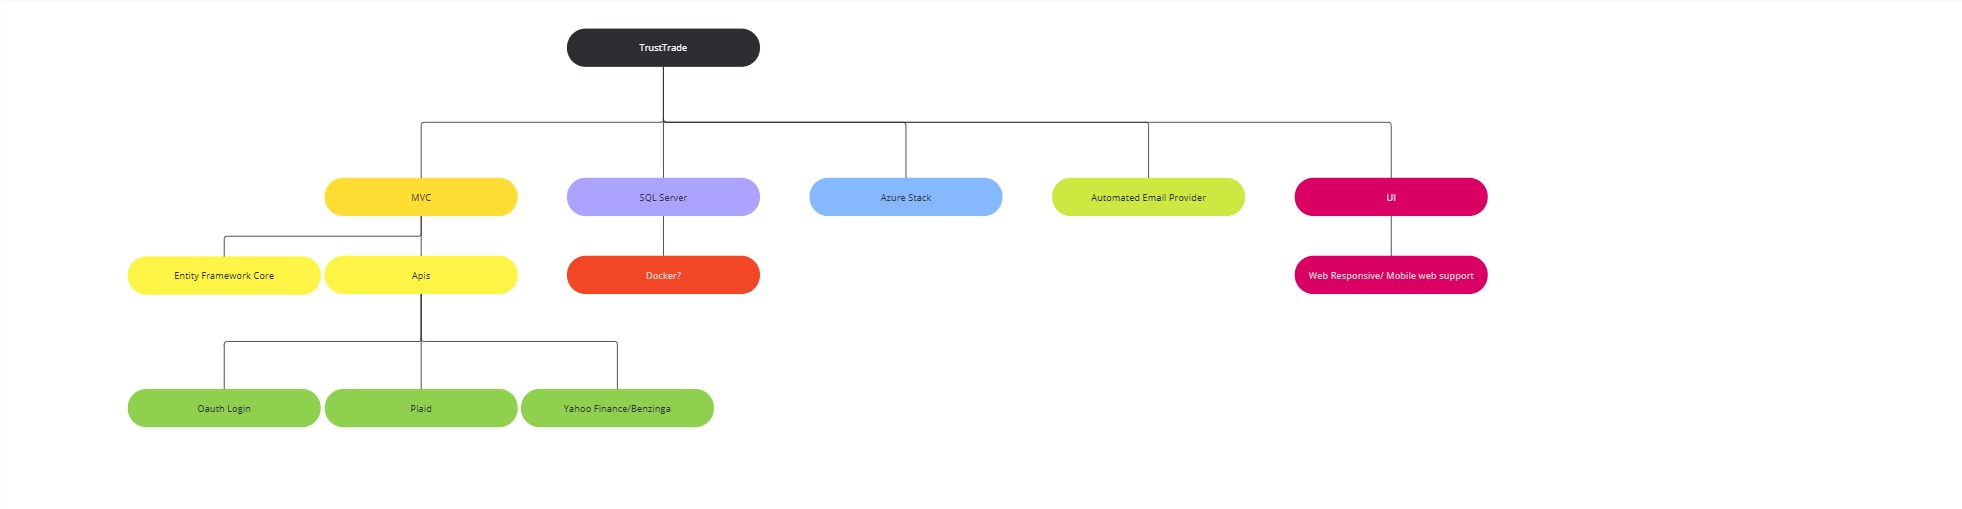 TrustTrade
MVC
SQL Server
Azure Stack
Automated Email Provider
UI
Entity Framework Core
Apis
Docker?
Web Responsive/ Mobile web support
Oauth Login
Plaid
Yahoo Finance/Benzinga